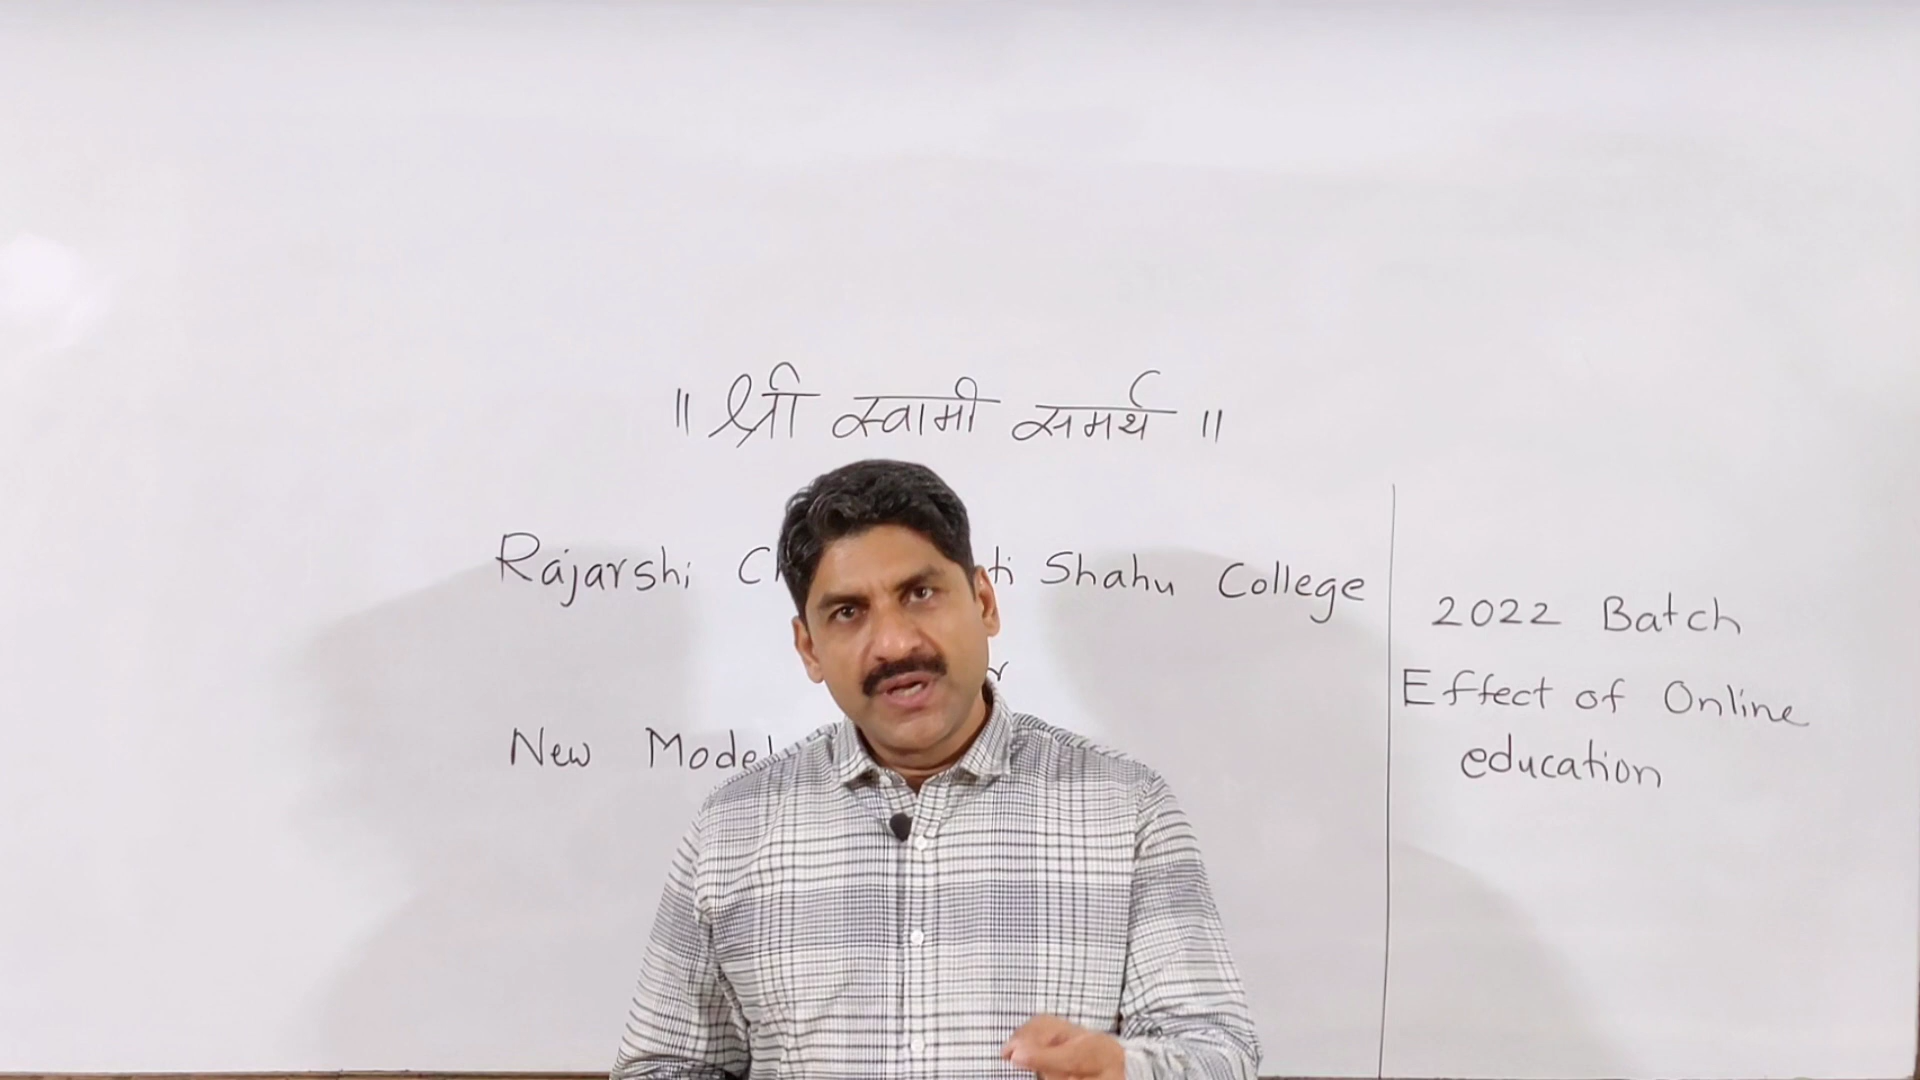 ॥ श्री स्वामी समर्थ ॥
Rajarshi Shahu College
New Model
2022 Batch
Effect of Online
education